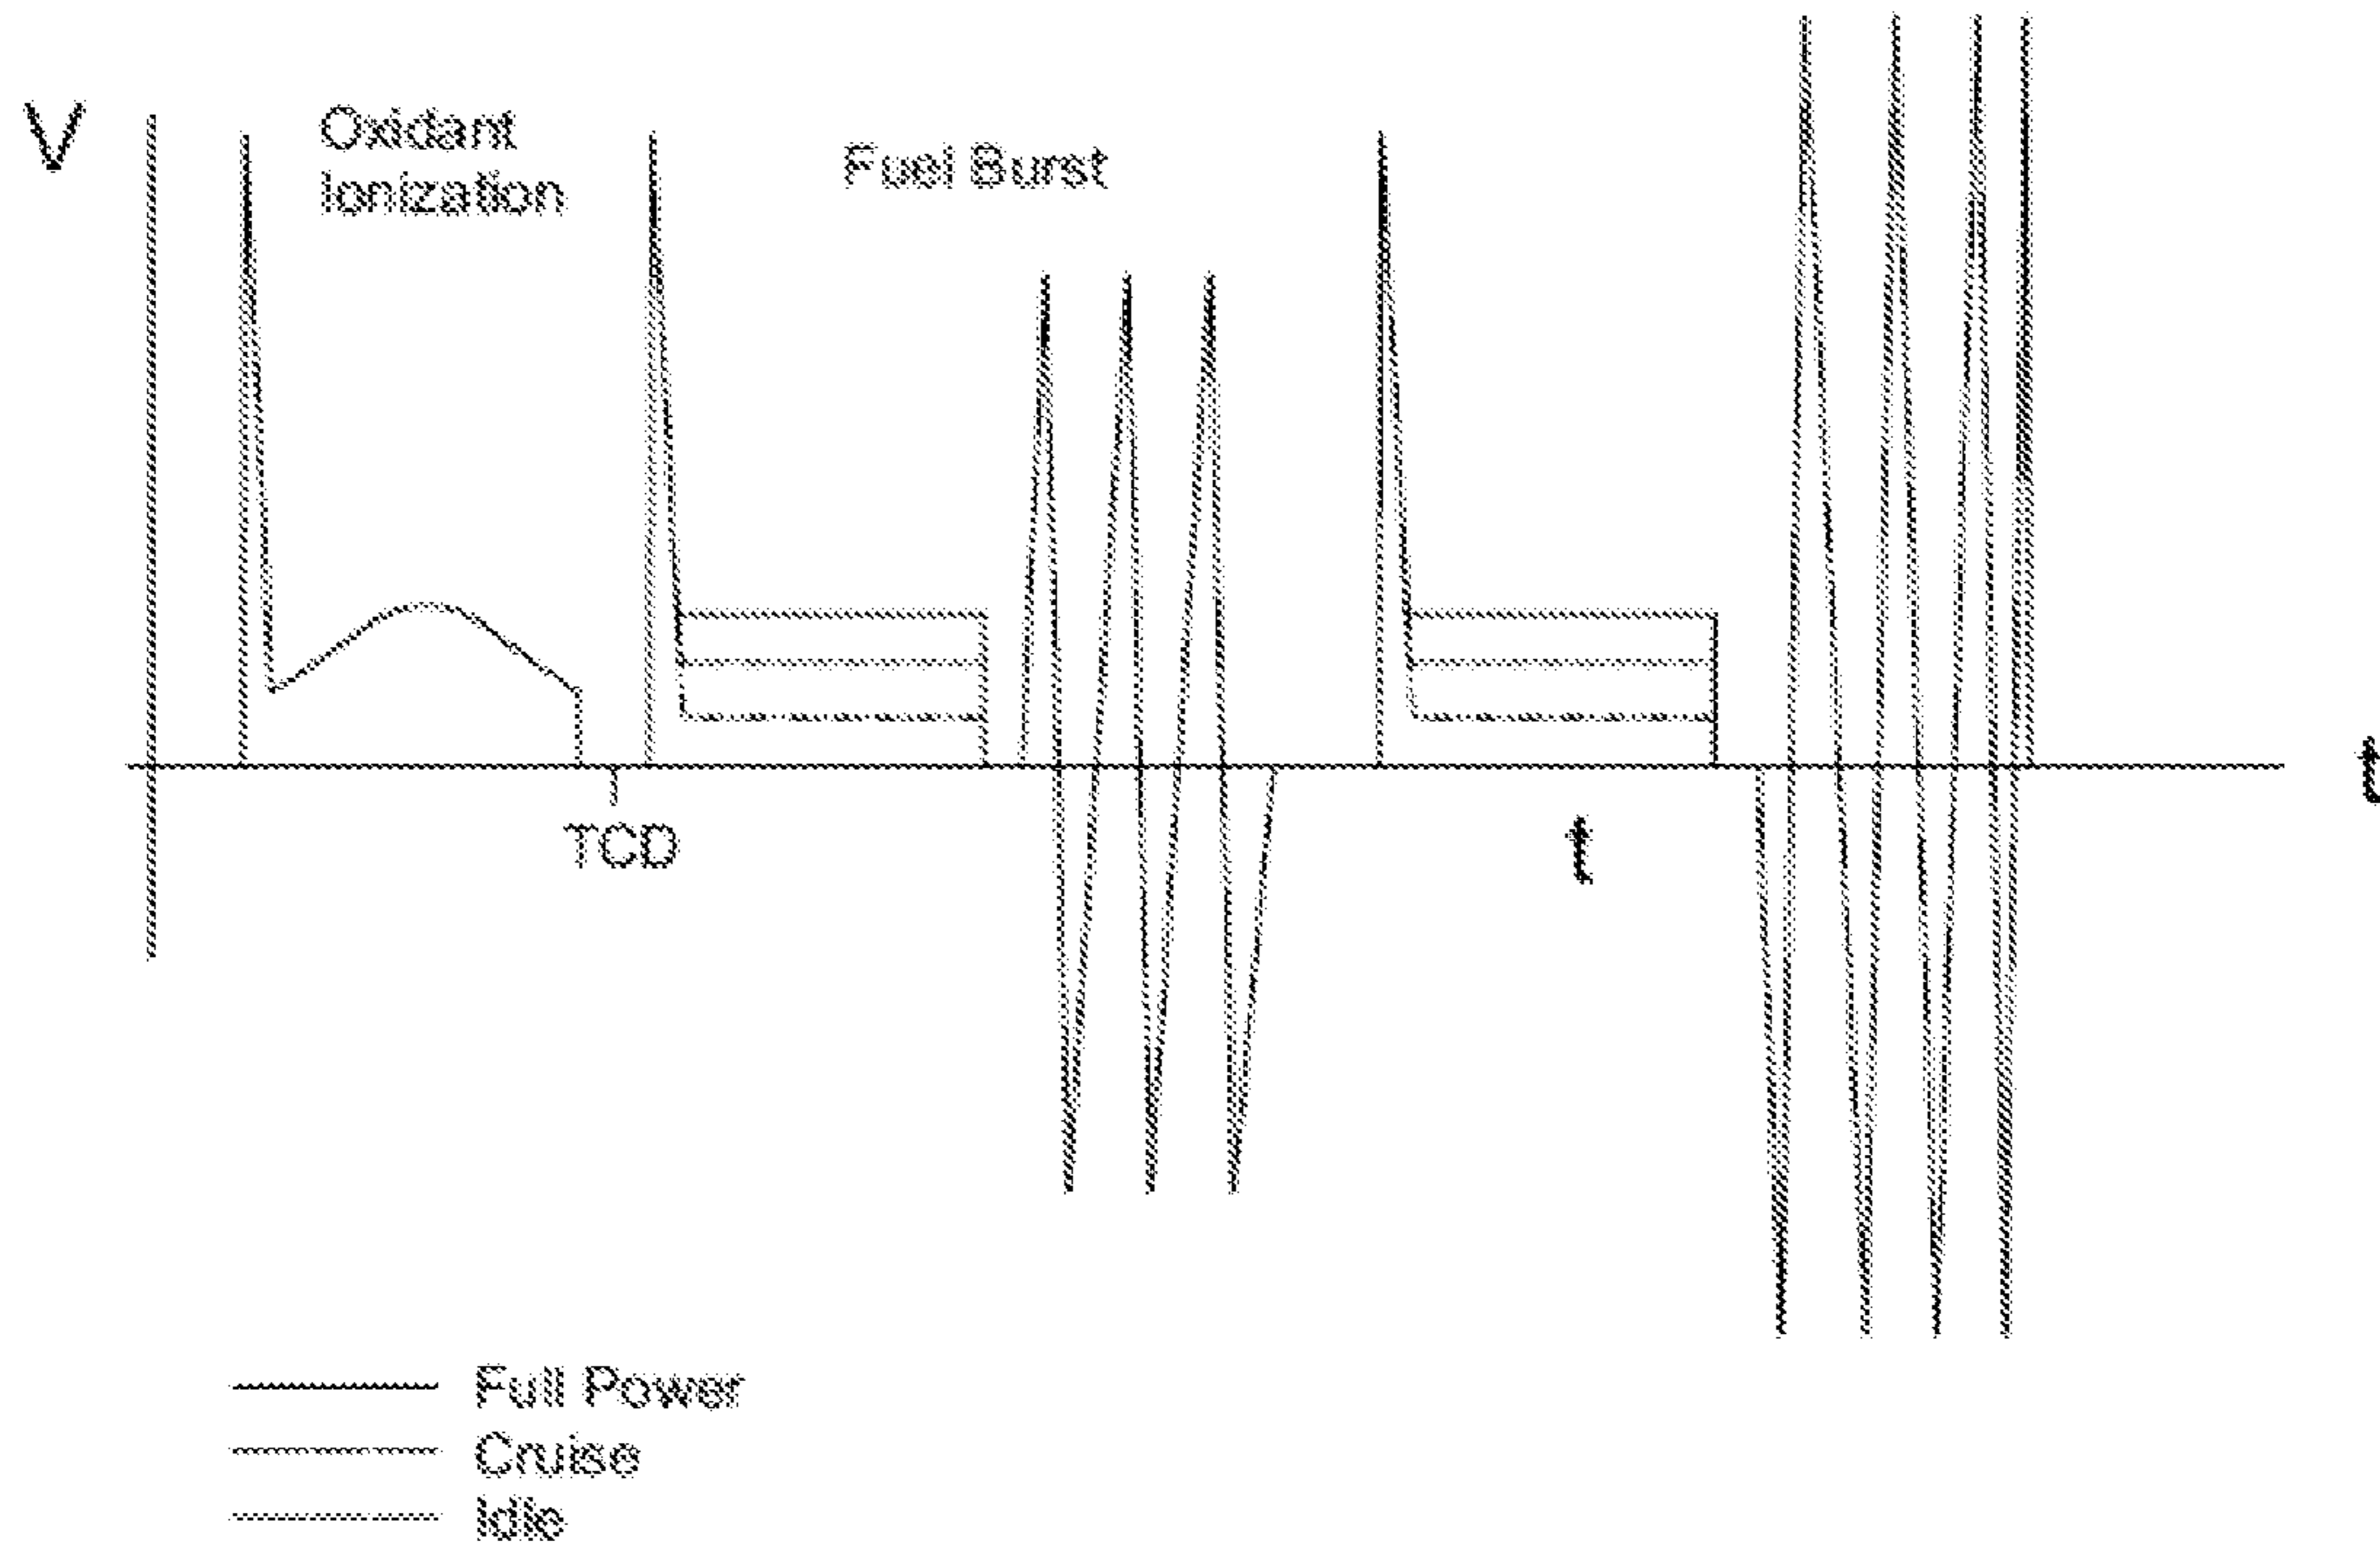 V
Oxidant
Ionization
Fuel Burst
t
TCD
t
Full Power
Cruise
Idle